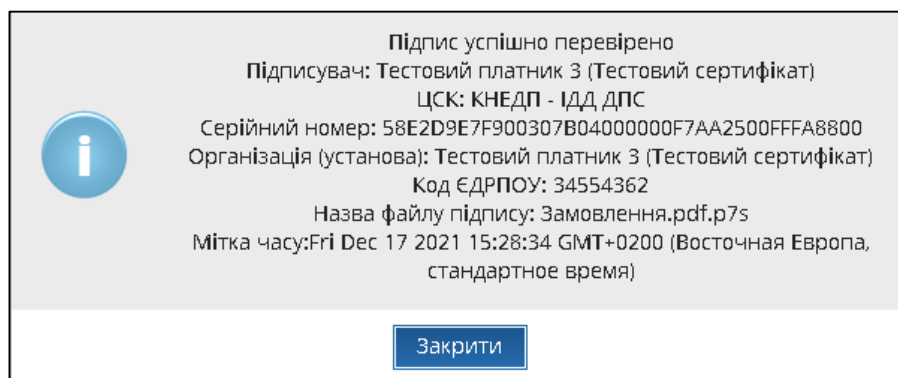 Підпис успішно перевірено
Підписувач: Тестовий платник 3 (Тестовий сертифікат)
ЦСК: КНЕДП - ІДД ДПС
Серійний номер: 58E2D9E7F900307B04000000F7AA2500FFFA8800
Організація (установа): Тестовий платник 3 (Тестовий сертифікат)
Код ЄДРПОУ: 34554362
Назва файлу підпису: Замовлення.pdf.p7s
Мітка часу:Fri Dec 17 2021 15:28:34 GMT+0200 (Восточная Европа,
стандартное время)
Закрити